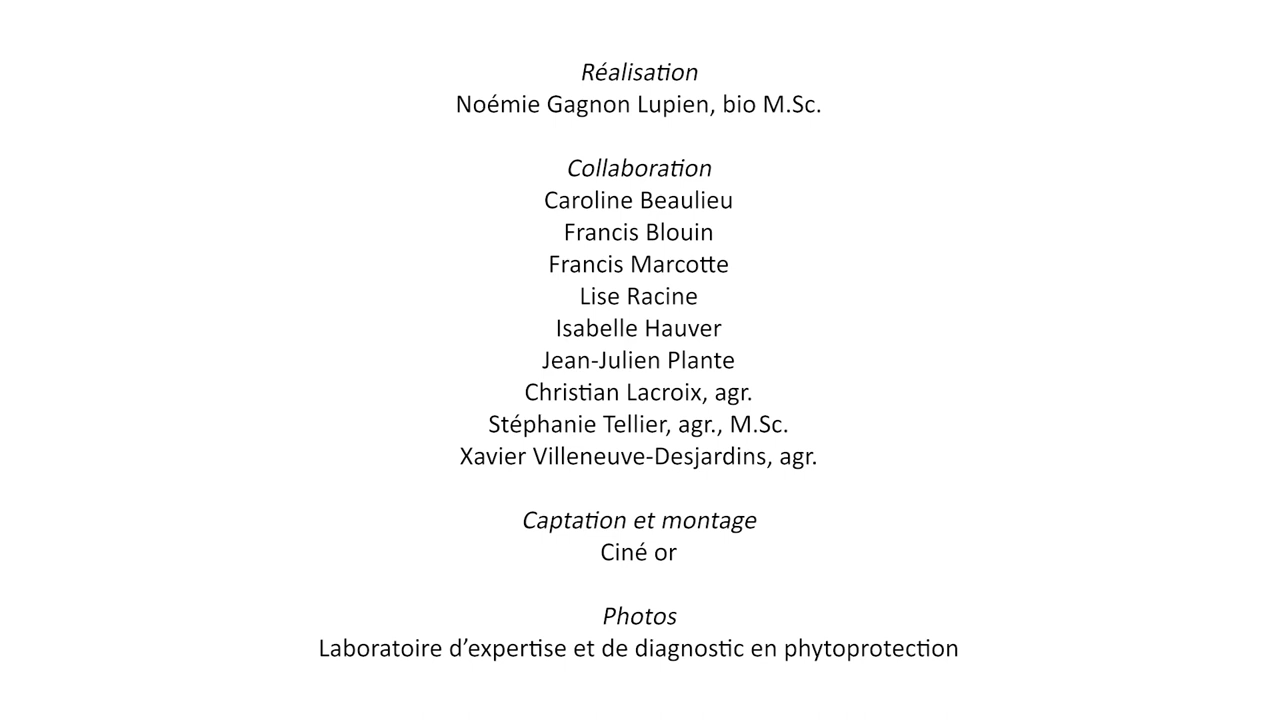 Réalisation
Noémie Gagnon Lupien, bio M.Sc.
Collaboration
Caroline Beaulieu
Francis Blouin
Francis Marcotte
Lise Racine
Isabelle Hauver
Jean-Julien Plante
Christian Lacroix, agr.
Stéphanie Tellier, agr., M.Sc.
Xavier Villeneuve-Desjardins, agr.
Captation et montage
Ciné or
Photos
Laboratoire d’expertise et de diagnostic en phytoprotection